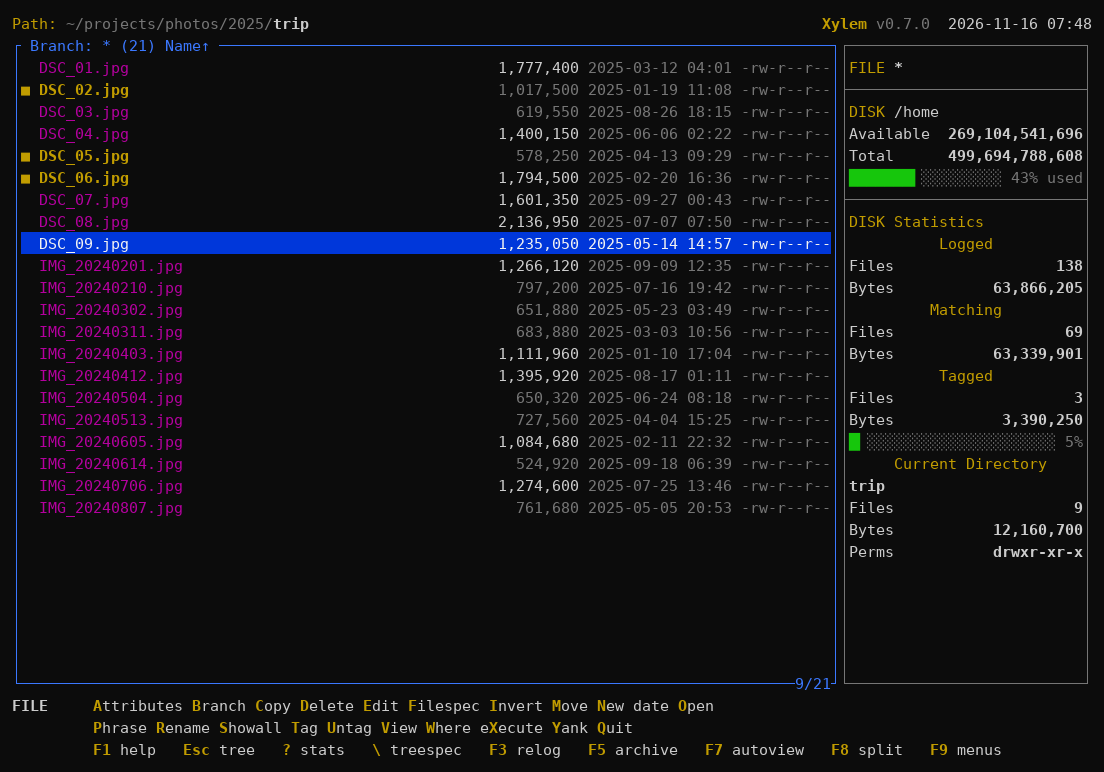 Path: ~/projects/photos/2025/trip Xylem v0.7.0 2026-11-16 07:48
Branch: * (21) Name↑
DSC_01.jpg 1,777,400 2025-03-12 04:01 -rw-r--r--
■ DSC_02.jpg 1,017,500 2025-01-19 11:08 -rw-r--r--
DSC_03.jpg 619,550 2025-08-26 18:15 -rw-r--r--
DSC_04.jpg 1,400,150 2025-06-06 02:22 -rw-r--r--
■ DSC_05.jpg 578,250 2025-04-13 09:29 -rw-r--r--
■ DSC_06.jpg 1,794,500 2025-02-20 16:36 -rw-r--r--
DSC_07.jpg 1,601,350 2025-09-27 00:43 -rw-r--r--
DSC_08.jpg 2,136,950 2025-07-07 07:50 -rw-r--r--
DSC_09.jpg 1,235,050 2025-05-14 14:57 -rw-r--r--
IMG_20240201.jpg 1,266,120 2025-09-09 12:35 -rw-r--r--
IMG_20240210.jpg 797,200 2025-07-16 19:42 -rw-r--r--
IMG_20240302.jpg 651,880 2025-05-23 03:49 -rw-r--r--
IMG_20240311.jpg 683,880 2025-03-03 10:56 -rw-r--r--
IMG_20240403.jpg 1,111,960 2025-01-10 17:04 -rw-r--r--
IMG_20240412.jpg 1,395,920 2025-08-17 01:11 -rw-r--r--
IMG_20240504.jpg 650,320 2025-06-24 08:18 -rw-r--r--
IMG_20240513.jpg 727,560 2025-04-04 15:25 -rw-r--r--
IMG_20240605.jpg 1,084,680 2025-02-11 22:32 -rw-r--r--
IMG_20240614.jpg 524,920 2025-09-18 06:39 -rw-r--r--
IMG_20240706.jpg 1,274,600 2025-07-25 13:46 -rw-r--r--
IMG_20240807.jpg 761,680 2025-05-05 20:53 -rw-r--r--
9/21
FILE *
DISK /home
Available 269,104,541,696
Total 499,694,788,608
43% used
DISK Statistics
Logged
Files 138
Bytes 63,866,205
Matching
Files 69
Bytes 63,339,901
Tagged
Files 3
Bytes 3,390,250
5%
Current Directory
trip
Files 9
Bytes 12,160,700
Perms drwxr-xr-x
FILE Attributes Branch Copy Delete Edit Filespec Invert Move New date Open
Phrase Rename Showall Tag Untag View Where eXecute Yank Quit
F1 help Esc tree ? stats \ treespec F3 relog F5 archive F7 autoview F8 split F9 menus